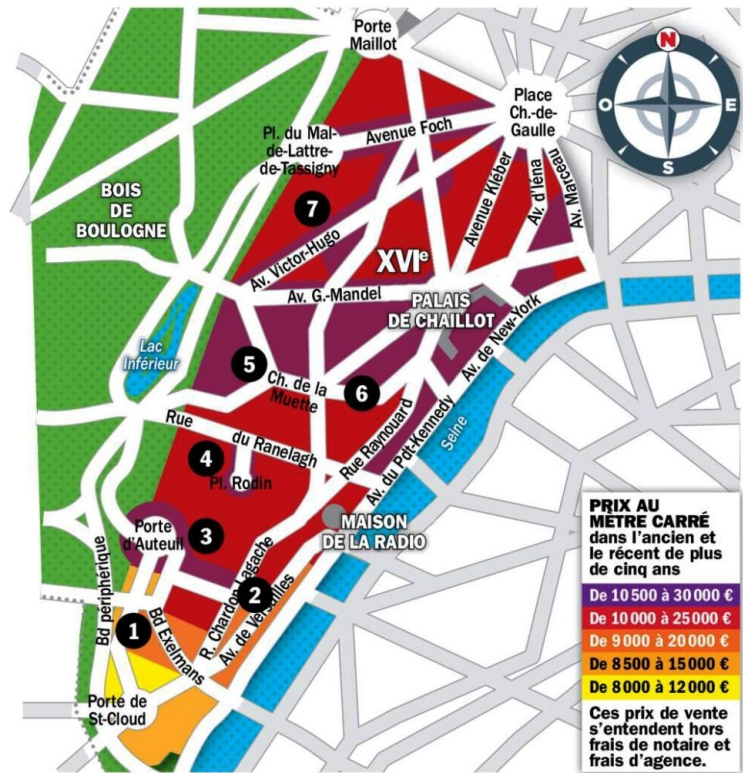 Porte
Maillot
N
O
E
S
Place
Ch.-de-
Gaulle
Pl. du Mal-
de-Lattre-
de-Tassigny
Avenue Foch
Avenue Kléber
Av. d'Iéna
Av. Marceau
BOIS
DE
BOULOGNE
7
Av. Victor-Hugo
XVIe
Av. G.-Mandel
PALAIS
DE CHAILLOT
Av. de New-York
Lac
Inférieur
5
Ch. de la
Muette
6
Rue
du Ranelagh
Rue Raynouard
Av. du Pdt-Kennedy
Seine
4
Pl. Rodin
3
Porte
d'Auteuil
MAISON
DE LA RADIO
Bd périphérique
R. Chardon-Lagache
2
Av. de Versailles
1
Bd Exelmans
Porte de
St-Cloud
PRIX AU
MÈTRE CARRÉ
dans l'ancien et
le récent de plus
de cinq ans
De 10 500 à 30 000 €
De 10 000 à 25 000 €
De 9 000 à 20 000 €
De 8 500 à 15 000 €
De 8 000 à 12 000 €
Ces prix de vente
s'entendent hors
frais de notaire et
frais d'agence.